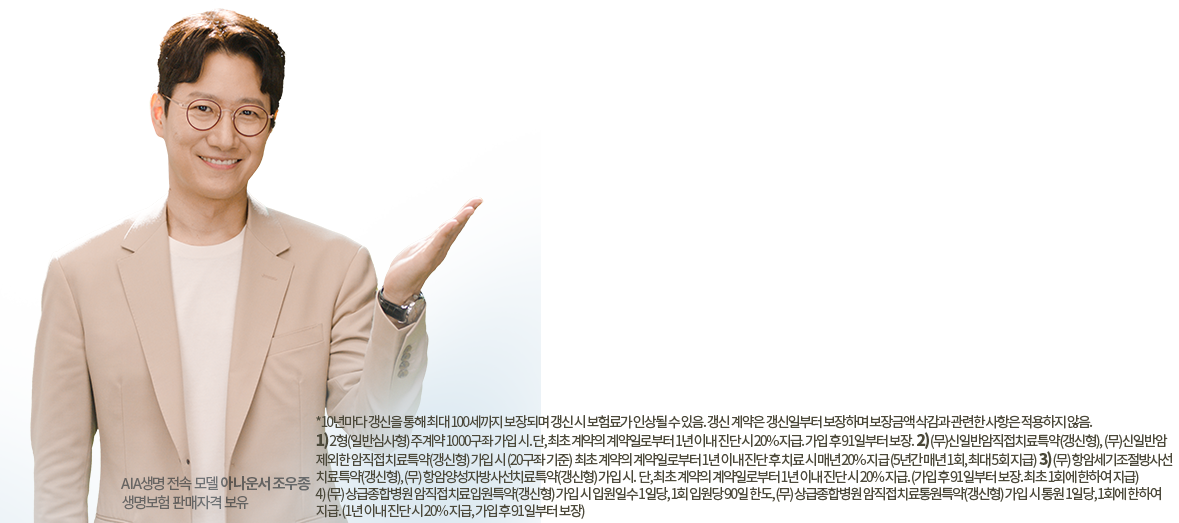 *10년마다 갱신을 통해 최대 100세까지 보장되며 갱신 시 보험료가 인상될 수 있음. 갱신 계약은 갱신일부터 보장하며 보장금액 삭감과 관련한 사항은 적용하지 않음.
1) 2형(일반심사형) 주계약 1000구좌 가입 시. 단, 최초 계약의 계약일로부터 1년 이내 진단 시 20% 지급. 가입 후 91일부터 보장. 2) (무)신일반암직접치료특약(갱신형), (무)신일반암
제외한 암직접치료특약(갱신형) 가입 시 (20구좌 기준) 최초 계약의 계약일로부터 1년 이내 진단 후 치료 시 매년 20% 지급 (5년간 매년 1회, 최대 5회 지급) 3) (무)항암세기조절방사선
치료특약(갱신형), (무) 항암양성자방사선치료특약(갱신형) 가입 시. 단, 최초 계약의 계약일로부터 1년 이내 진단 시 20% 지급. (가입 후 91일부터 보장. 최초 1회에 한하여 지급)
4) (무) 상급종합병원 암직접치료입원특약(갱신형) 가입 시 입원일수 1일당, 1회 입원당 90일 한도, (무) 상급종합병원 암직접치료통원특약(갱신형) 가입 시 통원 1일당, 1회에 한하여
지급. (1년 이내 진단 시 20% 지급, 가입 후 91일부터 보장)
AIA생명 전속 모델 아나운서 조우종
생명보험 판매자격 보유